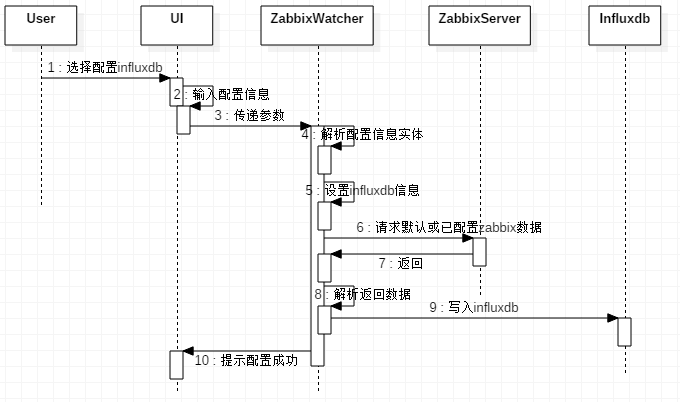 User
UI
ZabbixWatcher
ZabbixServer
Influxdb
1 : 选择配置influxdb
2 : 输入配置信息
3 : 传递参数
4 : 解析配置信息实体
5 : 设置influxdb信息
6 : 请求默认或已配置zabbix数据
7 : 返回
8 : 解析返回数据
9 : 写入influxdb
10 : 提示配置成功